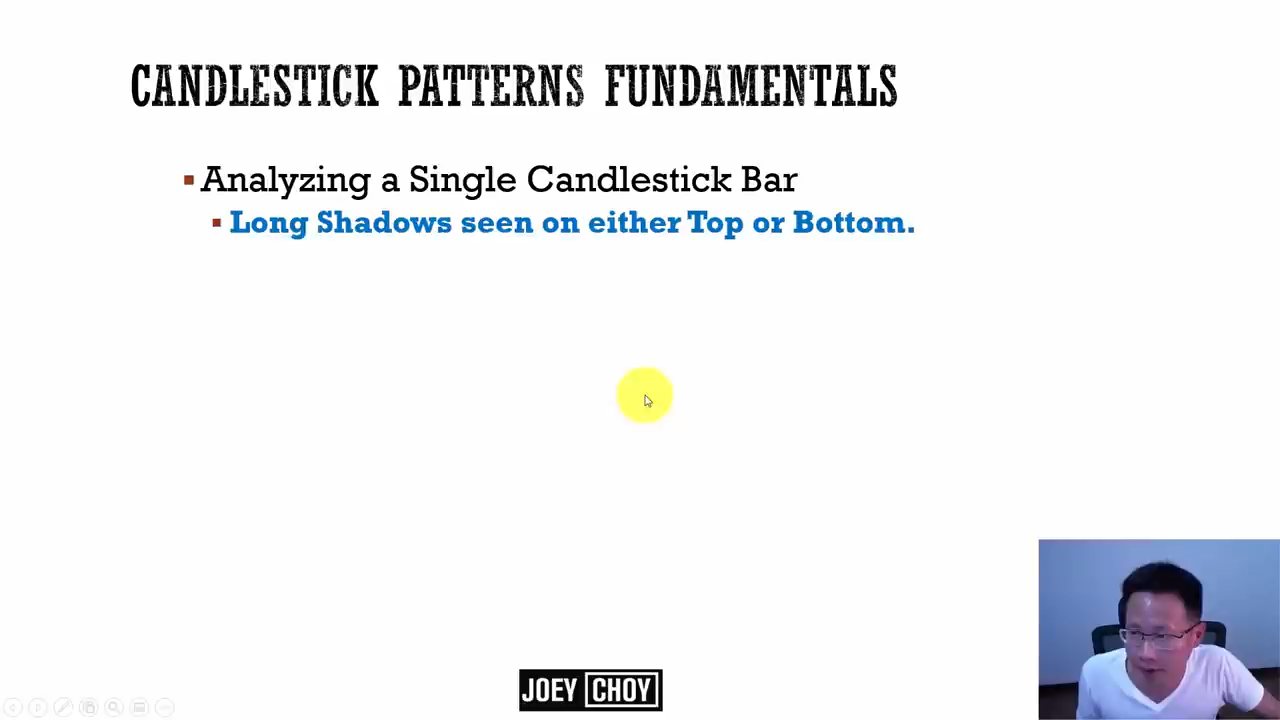 CANDLESTICK PATTERNS FUNDAMENTALS
Analyzing a Single Candlestick Bar
Long Shadows seen on either Top or Bottom.
JOEY CHOY